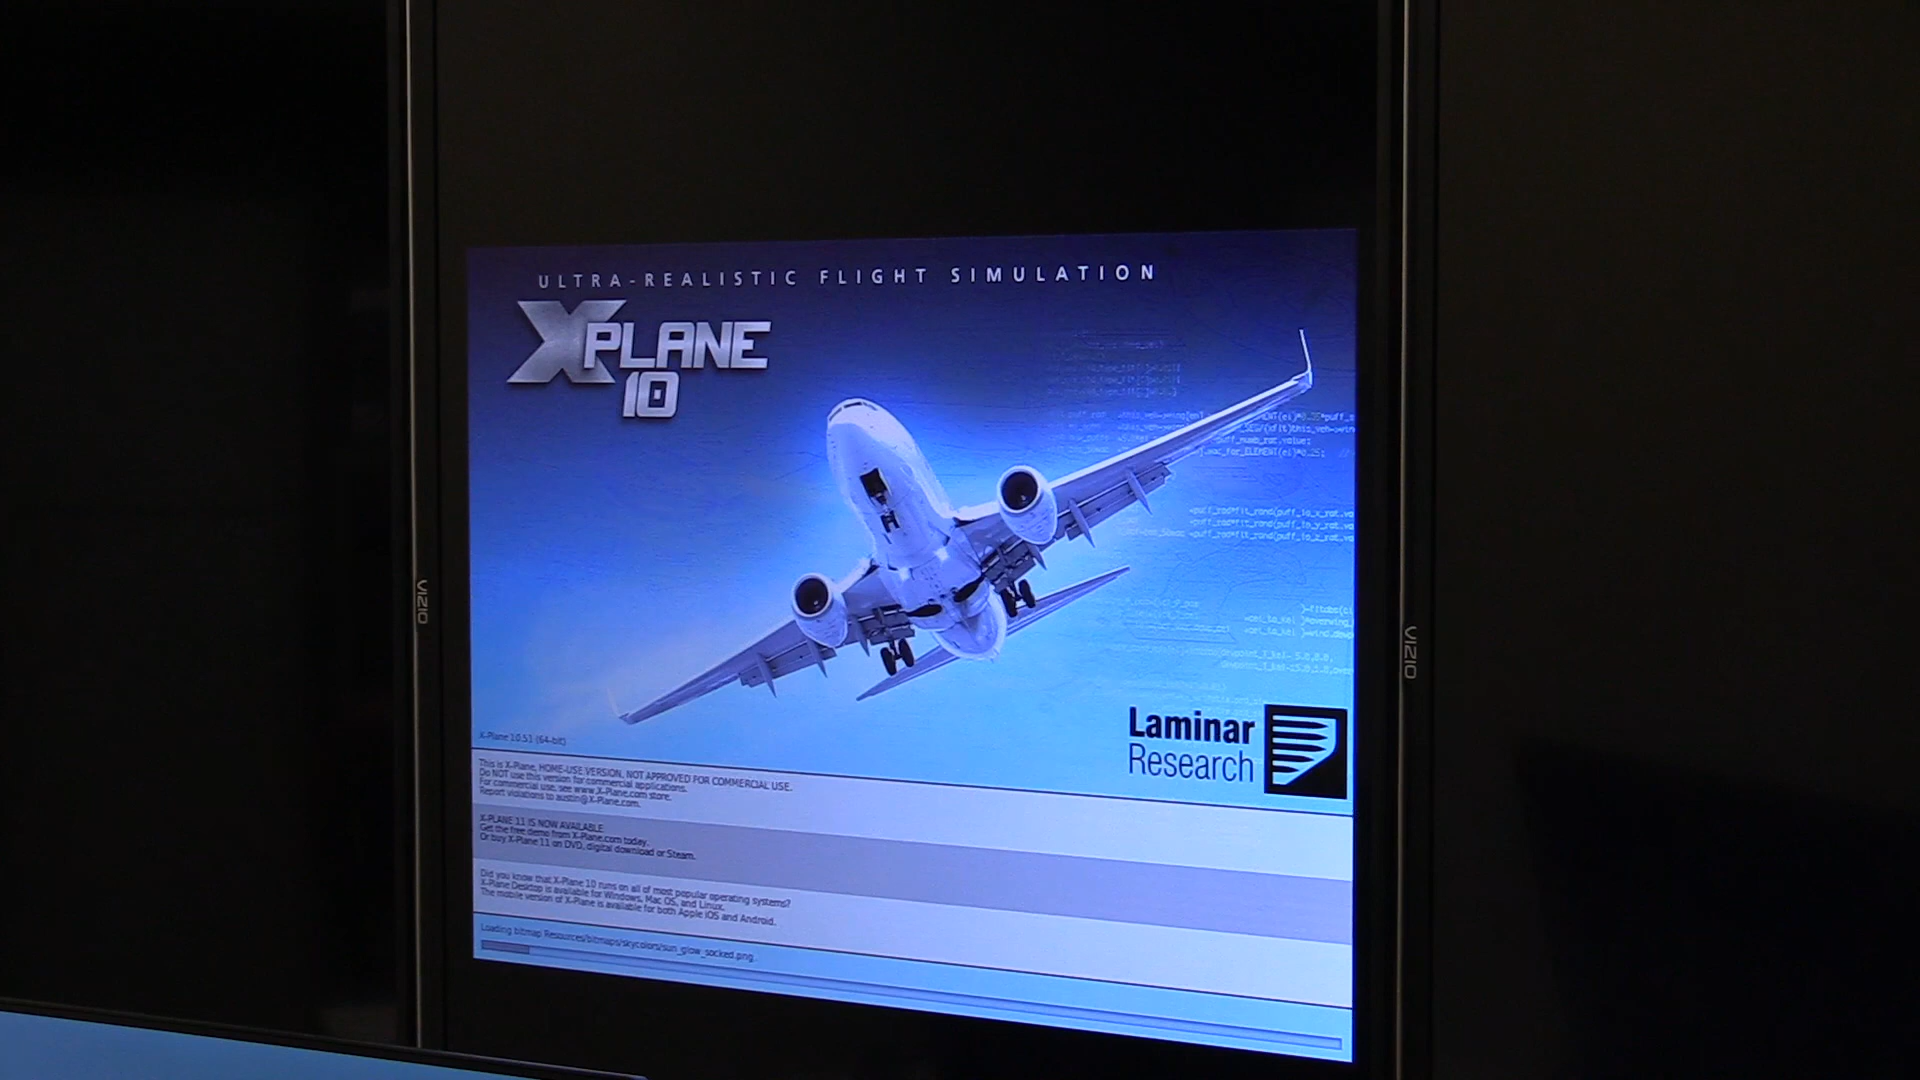 ULTRA-REALISTIC FLIGHT SIMULATION
X PLANE
10
VIZIO
VIZIO
Laminar
Research
X-Plane 10.51 (64-bit)
This is X-Plane, HOME-USE VERSION, NOT APPROVED FOR COMMERCIAL USE.
Do NOT use this version for commercial applications.
For commercial use, see www.X-Plane.com store.
Report violations to austin@X-Plane.com.
X-PLANE 11 IS NOW AVAILABLE
Get the free demo from X-Plane.com today.
Or buy X-Plane 11 on DVD, digital download or Steam.
Did you know that X-Plane 10 runs on all of most popular operating systems?
X-Plane Desktop is available for Windows, Mac OS, and Linux.
The mobile version of X-Plane is available for both Apple iOS and Android.
Loading bitmap Resources/bitmaps/skycolors/sun_glow_socked.png